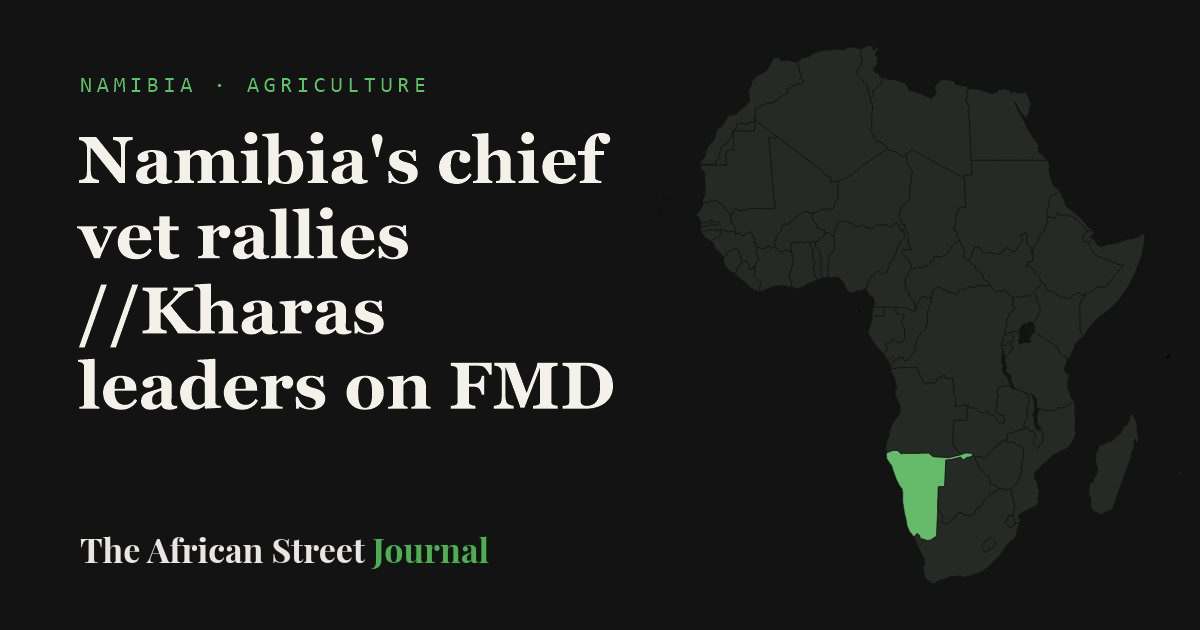 NAMIBIA · AGRICULTURE
Namibia's chief
vet rallies
//Kharas
leaders on FMD
The African Street Journal